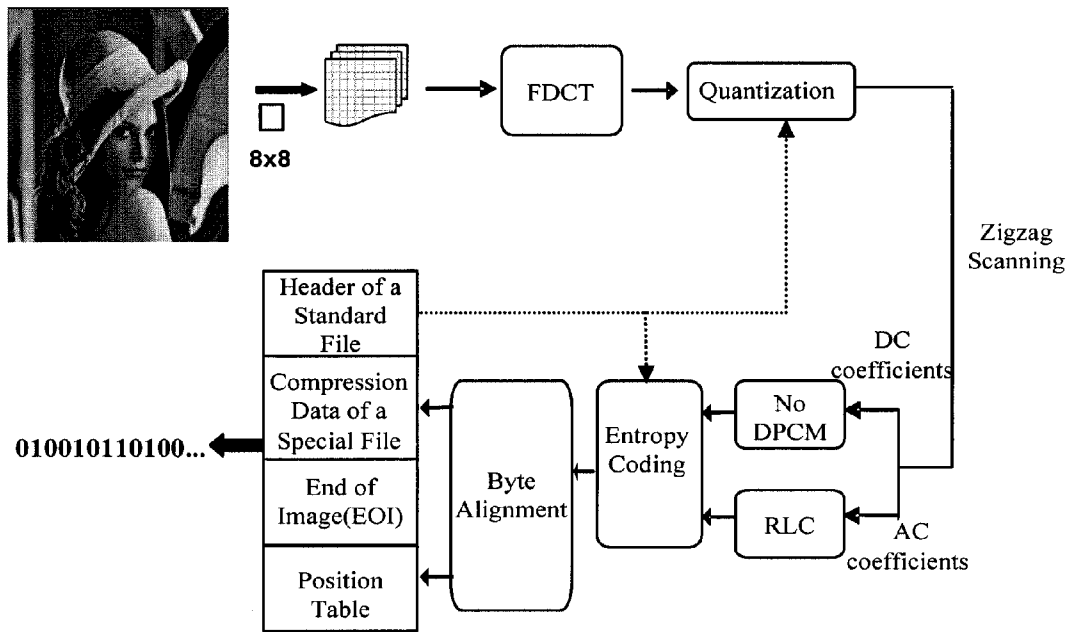 8x8
FDCT
Quantization
Zigzag
Scanning
Header of a
Standard
File
Compression
Data of a
Special File
End of
Image(EOI)
Position
Table
010010110100...
Byte
Alignment
Entropy
Coding
DC
coefficients
No
DPCM
RLC
AC
coefficients